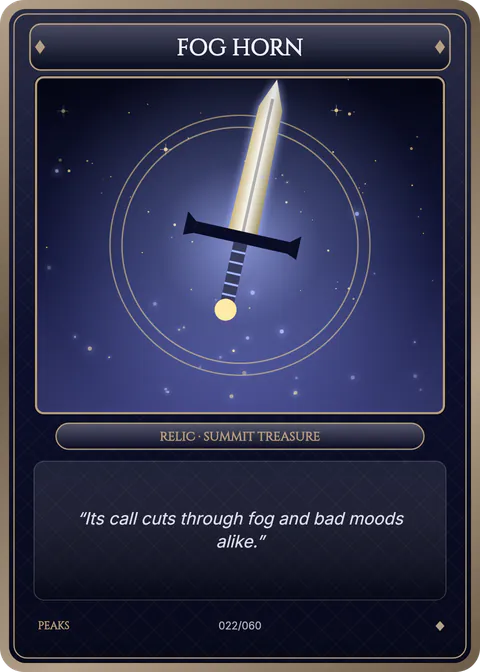 FOG HORN
RELIC · SUMMIT TREASURE
“Its call cuts through fog and bad moods
alike.”
PEAKS
022/060